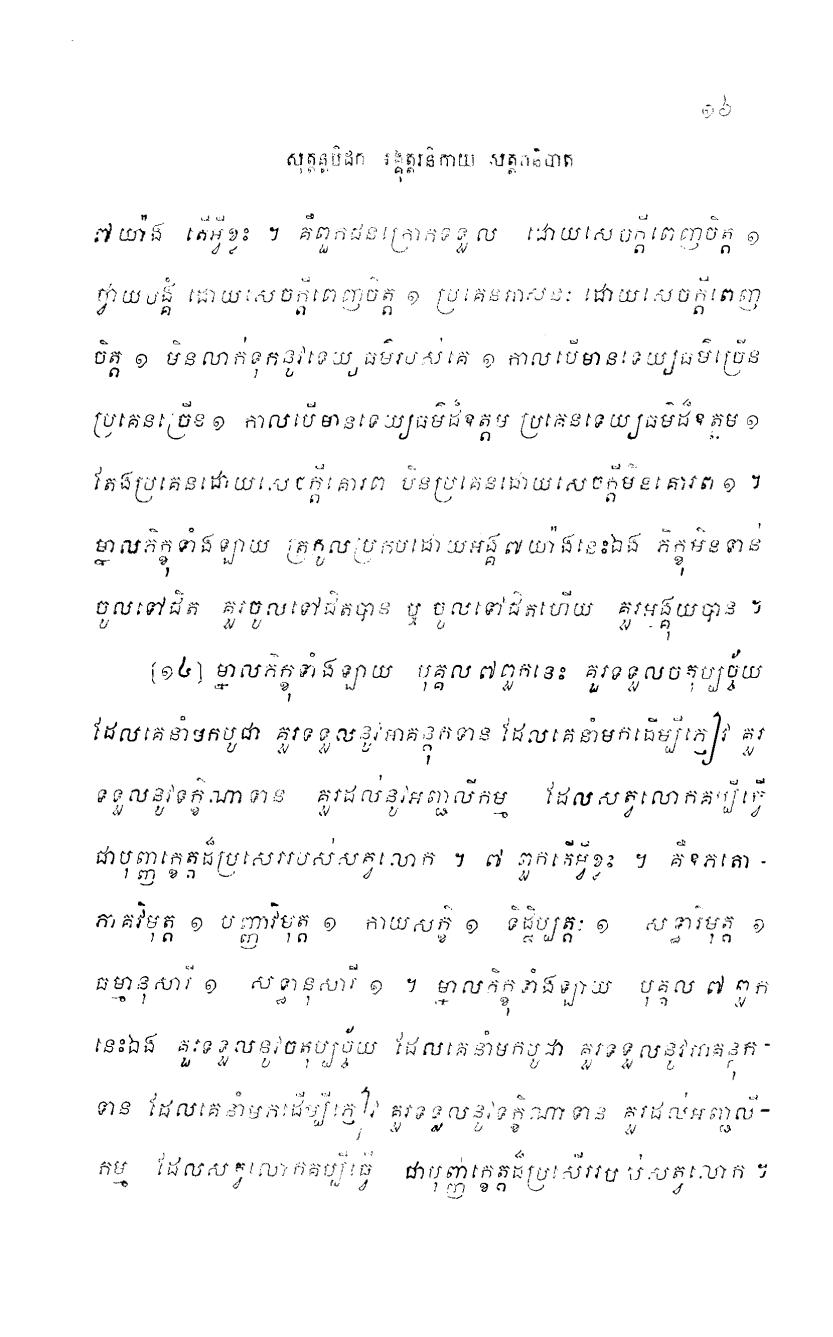 ១៦
សុត្តន្តបិដក អង្គុត្តរនិកាយ សត្តកនិបាត
៧យ៉ាង តើអ្វីខ្លះ ។ គឺពួកជនក្រោកទទួល ដោយសេចក្តីពេញចិត្ត ១
ថ្វាយបង្គំ ដោយសេចក្តីពេញចិត្ត ១ ប្រគេនអាសនៈ ដោយសេចក្តីពេញ
ចិត្ត ១ មិនលាក់ទុកនូវទេយ្យធម៌របស់គេ ១ កាលបើមានទេយ្យធម៌ច្រើន
ប្រគេនច្រើន ១ កាលបើមានទេយ្យធម៌ដ៏ឧត្តម ប្រគេនទេយ្យធម៌ដ៏ឧត្តម ១
តែងប្រគេនដោយសេចក្តីគោរព មិនប្រគេនដោយសេចក្តីមិនគោរព ១ ។
ម្នាលភិក្ខុទាំងឡាយ ត្រកូលប្រកបដោយអង្គ ៧ យ៉ាងនេះឯង ភិក្ខុមិនទាន់
ចូលទៅជិត គួរចូលទៅជិតបាន ឬ ចូលទៅជិតហើយ គួរអង្គុយបាន ។
[១៤] ម្នាលភិក្ខុទាំងឡាយ បុគ្គល ៧ពួកនេះ គួរទទួលចតុប្បច្ច័យ
ដែលគេនាំមកបូជា គួរទទួលនូវអាគន្តុកទាន ដែលគេនាំមកដើម្បីភ្ញៀវ គួរ
ទទួលនូវទក្ខិណាទាន គួរដល់នូវអញ្ជលីកម្ម ដែលសត្វលោកគប្បីធ្វើ
ជាបុញ្ញក្ខេត្តដ៏ប្រសើររបស់សត្វលោក ។ ៧ ពួកតើអ្វីខ្លះ ។ គឺឧភតោ-
ភាគវិមុត្ត ១ បញ្ញាវិមុត្ត ១ កាយសក្ខិ ១ ទិដ្ឋិប្បត្តៈ ១ សទ្ធាវិមុត្ត ១
ធម្មានុសារី ១ សទ្ធានុសារី ១ ។ ម្នាលភិក្ខុទាំងឡាយ បុគ្គល ៧ ពួក
នេះឯង គួរទទួលនូវចតុប្បច្ច័យ ដែលគេនាំមកបូជា គួរទទួលនូវអាគន្តុក-
ទាន ដែលគេនាំមកដើម្បីភ្ញៀវ គួរទទួលនូវទក្ខិណាទាន គួរដល់អញ្ជលី-
កម្ម ដែលសត្វលោកគប្បីធ្វើ ជាបុញ្ញក្ខេត្តដ៏ប្រសើររបស់សត្វលោក ។